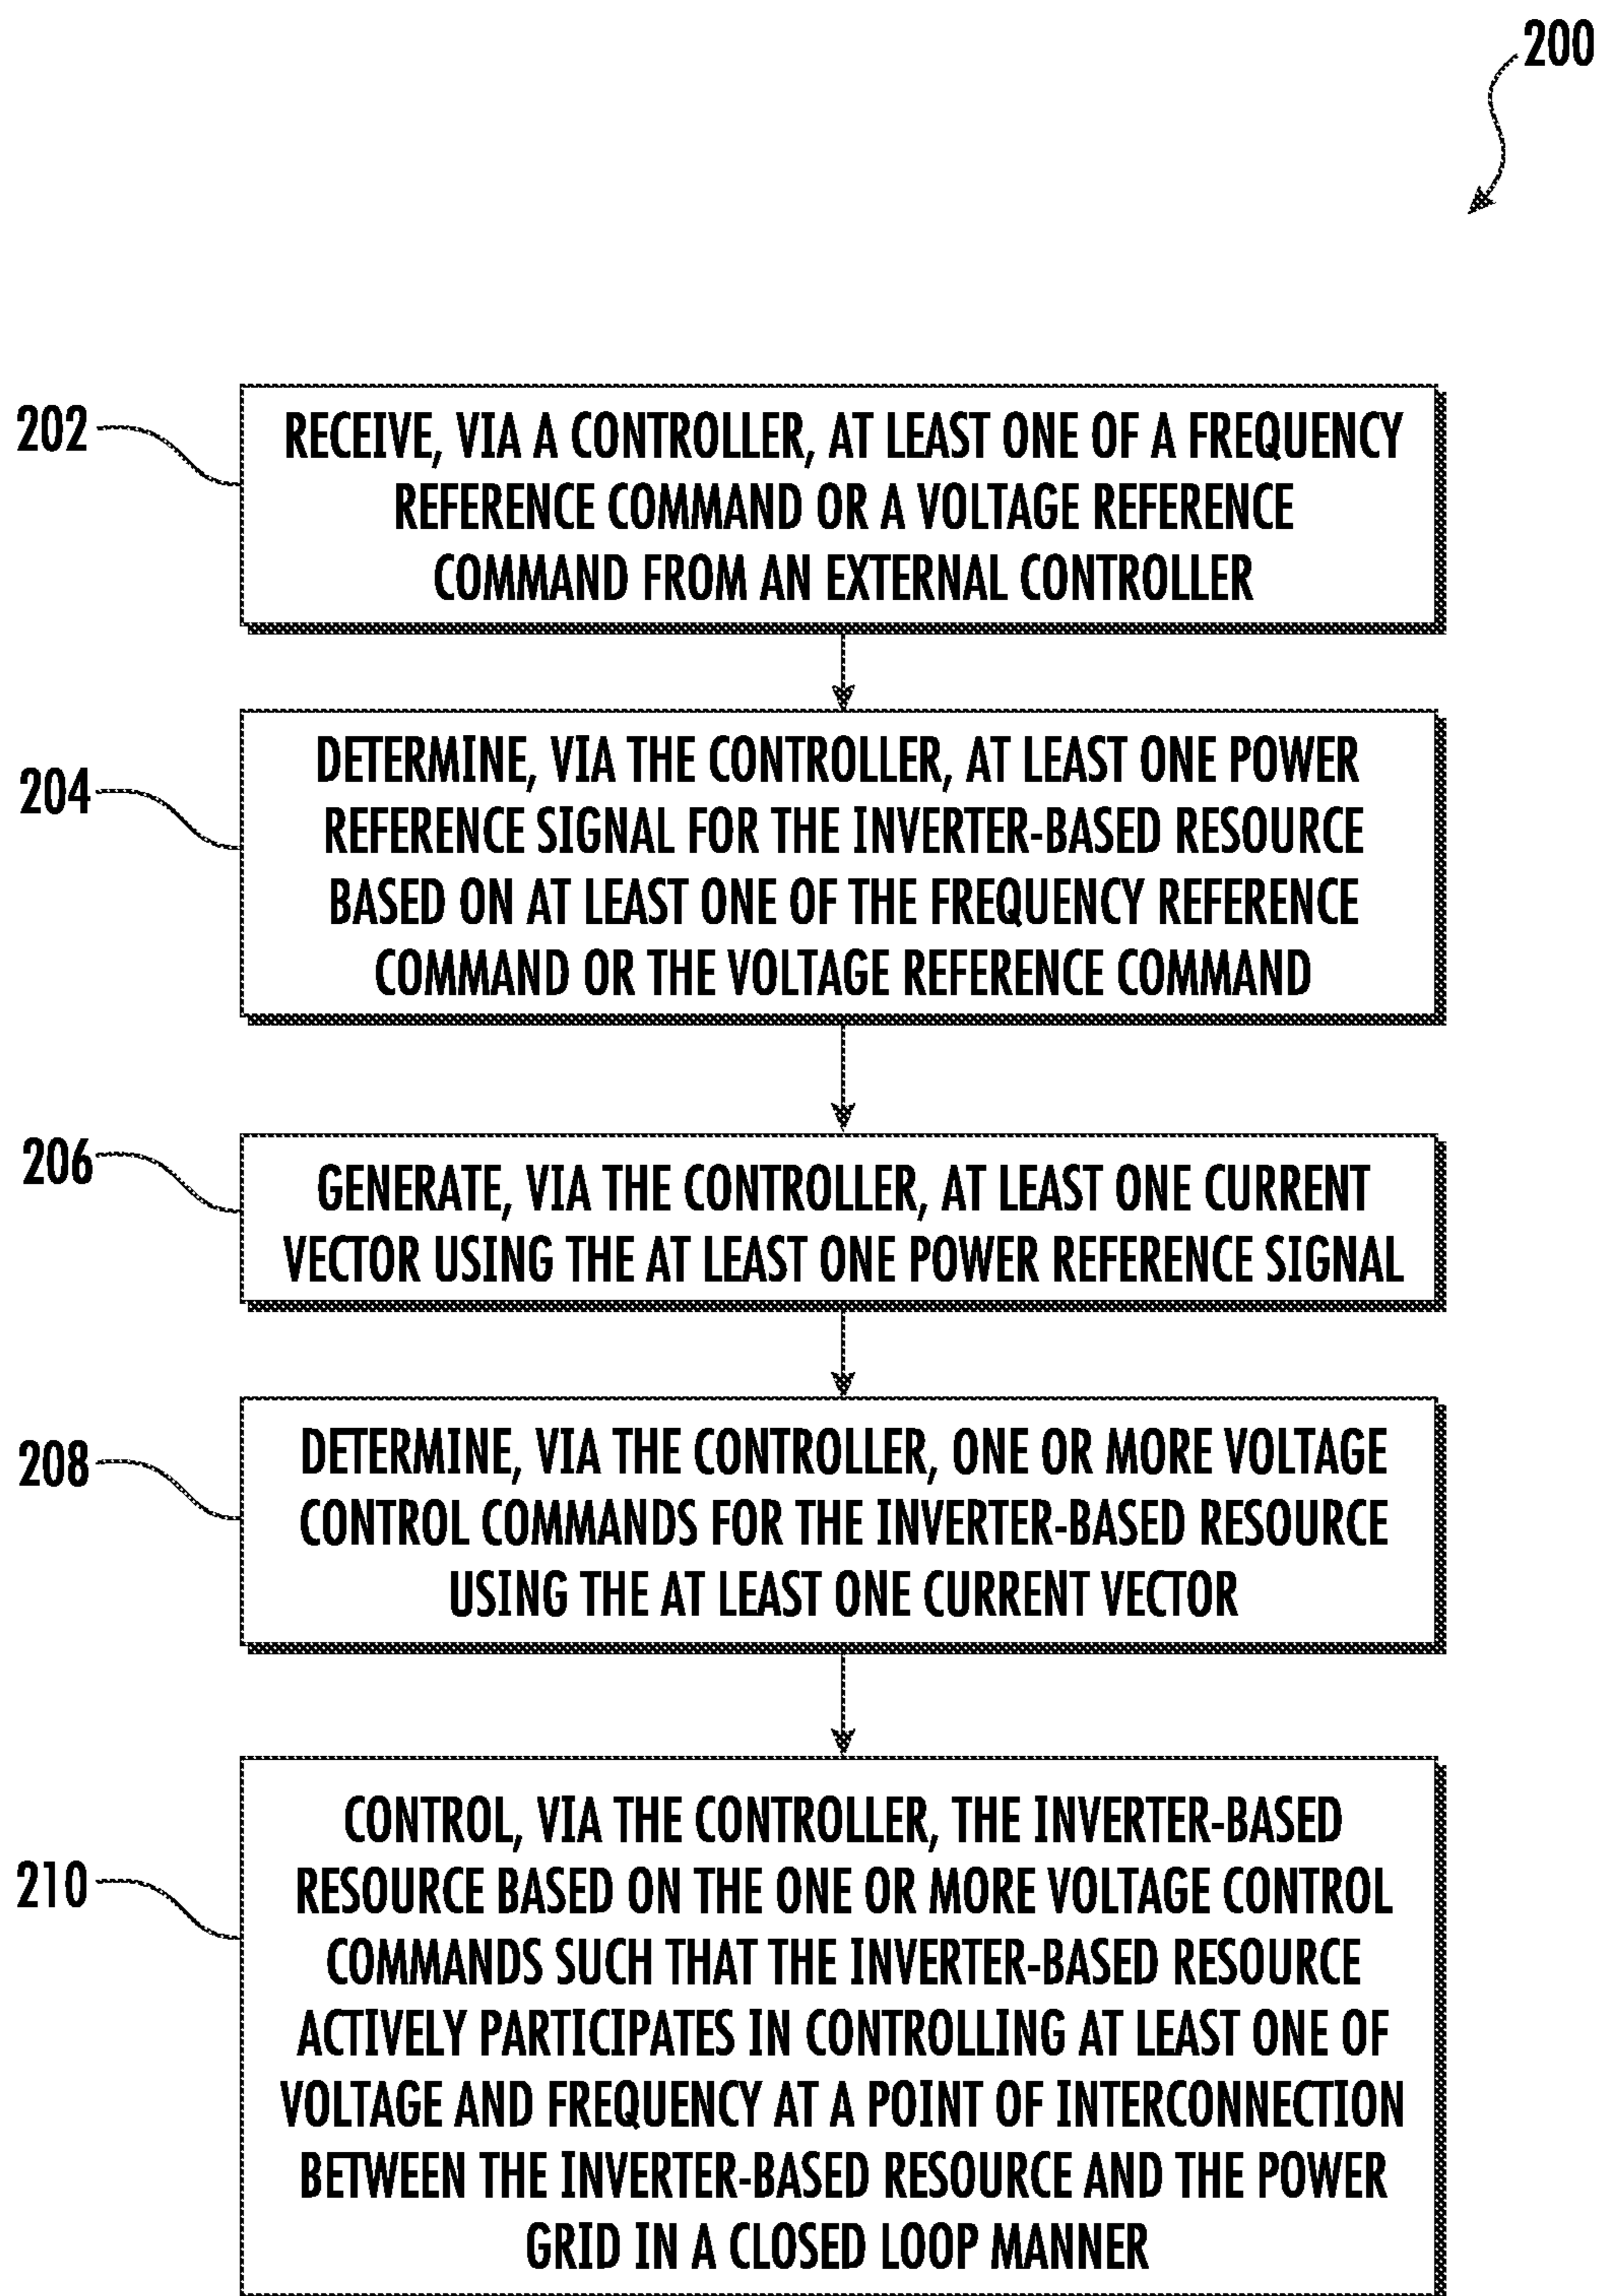 200
202
RECEIVE, VIA A CONTROLLER, AT LEAST ONE OF A FREQUENCY
REFERENCE COMMAND OR A VOLTAGE REFERENCE
COMMAND FROM AN EXTERNAL CONTROLLER
204
DETERMINE, VIA THE CONTROLLER, AT LEAST ONE POWER
REFERENCE SIGNAL FOR THE INVERTER-BASED RESOURCE
BASED ON AT LEAST ONE OF THE FREQUENCY REFERENCE
COMMAND OR THE VOLTAGE REFERENCE COMMAND
206
GENERATE, VIA THE CONTROLLER, AT LEAST ONE CURRENT
VECTOR USING THE AT LEAST ONE POWER REFERENCE SIGNAL
208
DETERMINE, VIA THE CONTROLLER, ONE OR MORE VOLTAGE
CONTROL COMMANDS FOR THE INVERTER-BASED RESOURCE
USING THE AT LEAST ONE CURRENT VECTOR
210
CONTROL, VIA THE CONTROLLER, THE INVERTER-BASED
RESOURCE BASED ON THE ONE OR MORE VOLTAGE CONTROL
COMMANDS SUCH THAT THE INVERTER-BASED RESOURCE
ACTIVELY PARTICIPATES IN CONTROLLING AT LEAST ONE OF
VOLTAGE AND FREQUENCY AT A POINT OF INTERCONNECTION
BETWEEN THE INVERTER-BASED RESOURCE AND THE POWER
GRID IN A CLOSED LOOP MANNER